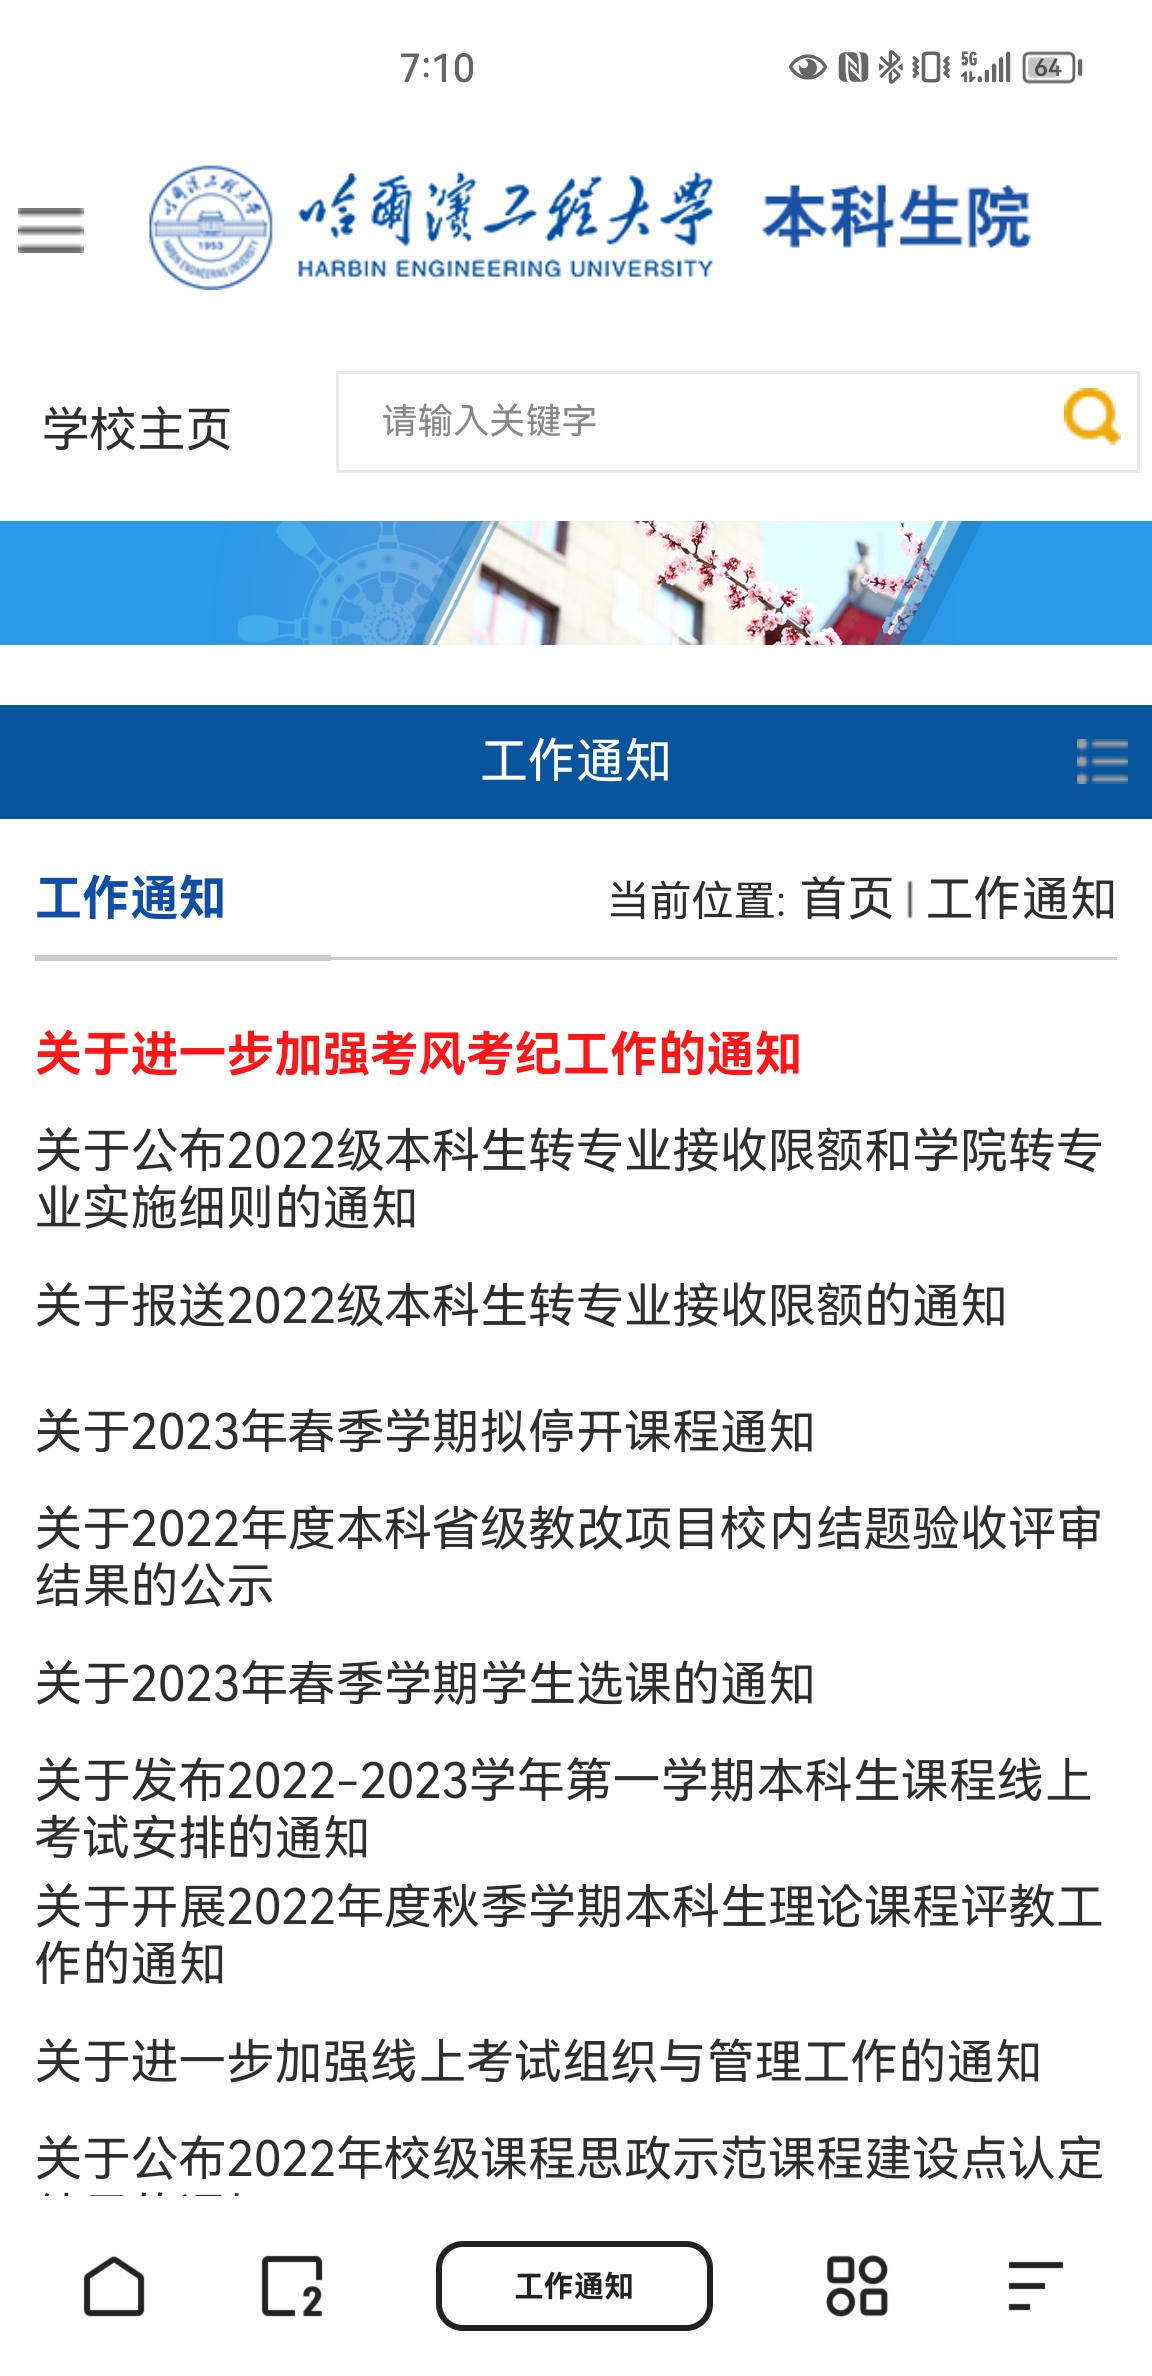 7:10
5G
64
哈爾濱工程大學
本科生院
HARBIN ENGINEERING UNIVERSITY
1953
学校主页
请输入关键字
工作通知
工作通知
当前位置: 首页 | 工作通知
关于进一步加强考风考纪工作的通知
关于公布2022级本科生转专业接收限额和学院转专
业实施细则的通知
关于报送2022级本科生转专业接收限额的通知
关于2023年春季学期拟停开课程通知
关于2022年度本科省级教改项目校内结题验收评审
结果的公示
关于2023年春季学期学生选课的通知
关于发布2022-2023学年第一学期本科生课程线上
考试安排的通知
关于开展2022年度秋季学期本科生理论课程评教工
作的通知
关于进一步加强线上考试组织与管理工作的通知
关于公布2022年校级课程思政示范课程建设点认定
2
工作通知